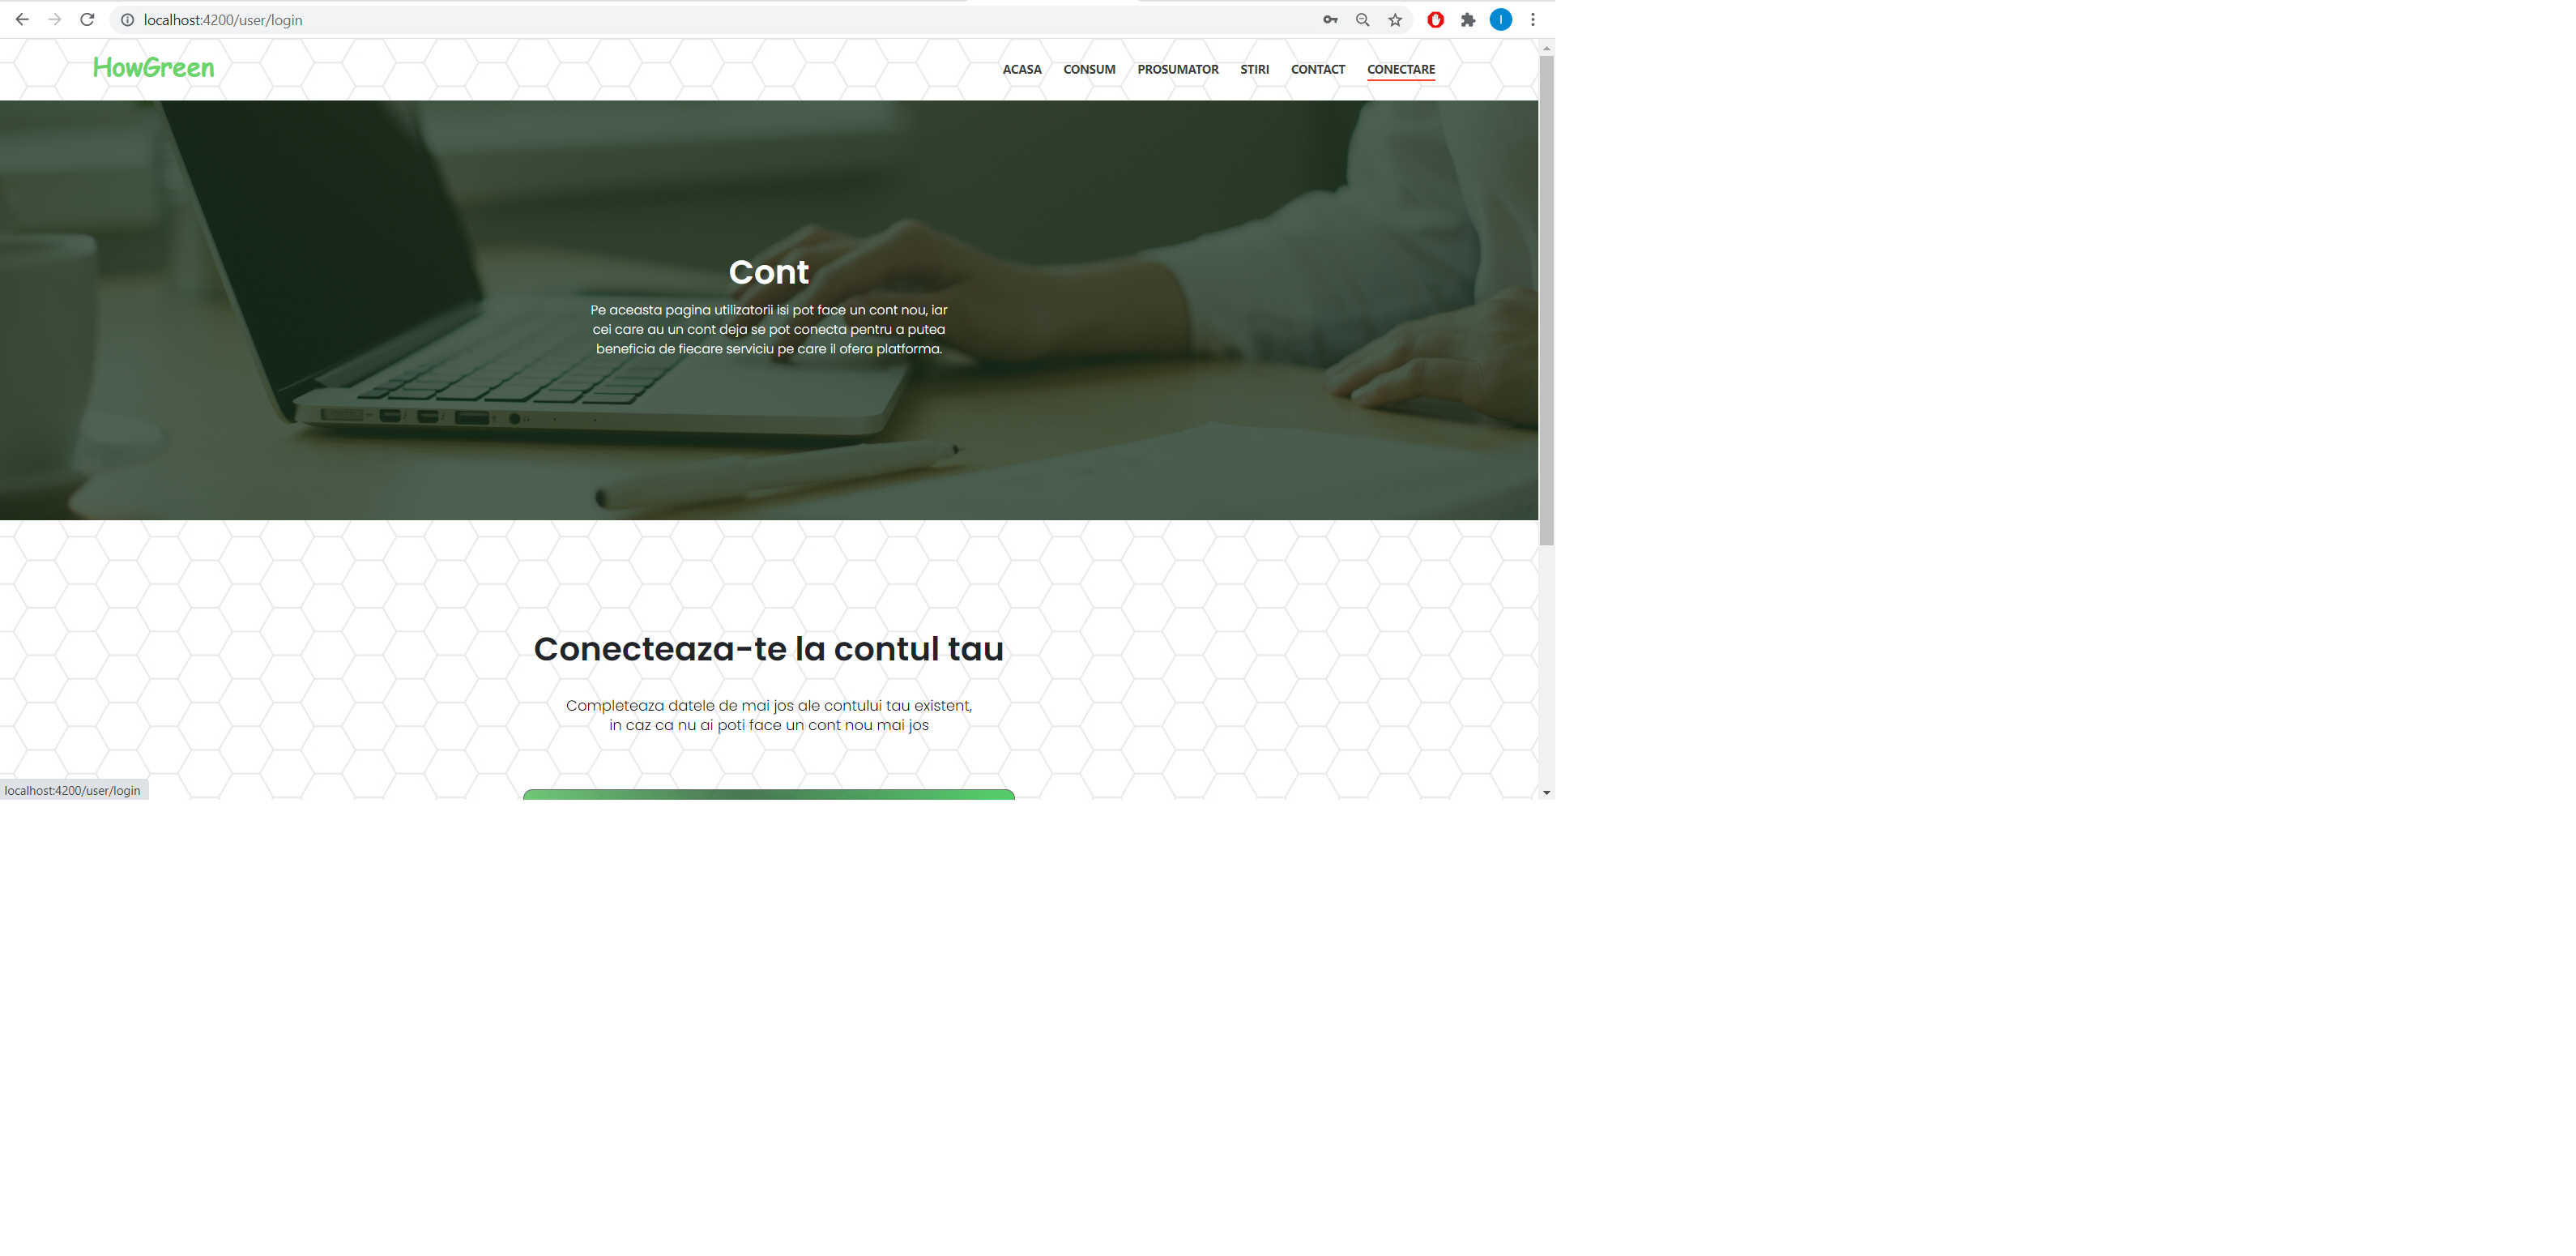 localhost:4200/user/login
HowGreen
ACASA CONSUM PROSUMATOR STIRI CONTACT CONECTARE
Cont
Pe aceasta pagina utilizatorii isi pot face un cont nou, iar
cei care au un cont deja se pot conecta pentru a putea
beneficia de fiecare serviciu pe care il ofera platforma.
Conecteaza-te la contul tau
Completeaza datele de mai jos ale contului tau existent,
in caz ca nu ai poti face un cont nou mai jos
localhost:4200/user/login
I